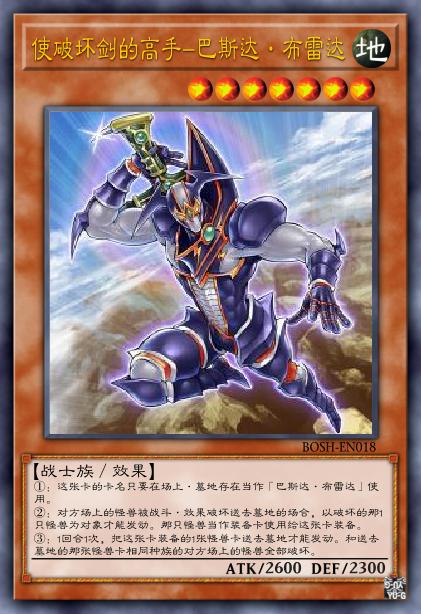 使破坏剑的高手-巴斯达·布雷达 地
BOSH-EN018
【战士族/效果】
①：这张卡的卡名只要在场上·墓地存在当作「巴斯达·布雷达」使
用。
②：对方场上的怪兽被战斗·效果破坏送去墓地的场合，以破坏的那1
只怪兽为对象才能发动。那只怪兽当作装备卡使用给这张卡装备。
③：1回合1次，把这张卡装备的1张怪兽卡送去墓地才能发动。和送去
墓地的那张怪兽卡相同种族的对方场上的怪兽全部破坏。
ATK/2600 DEF/2300